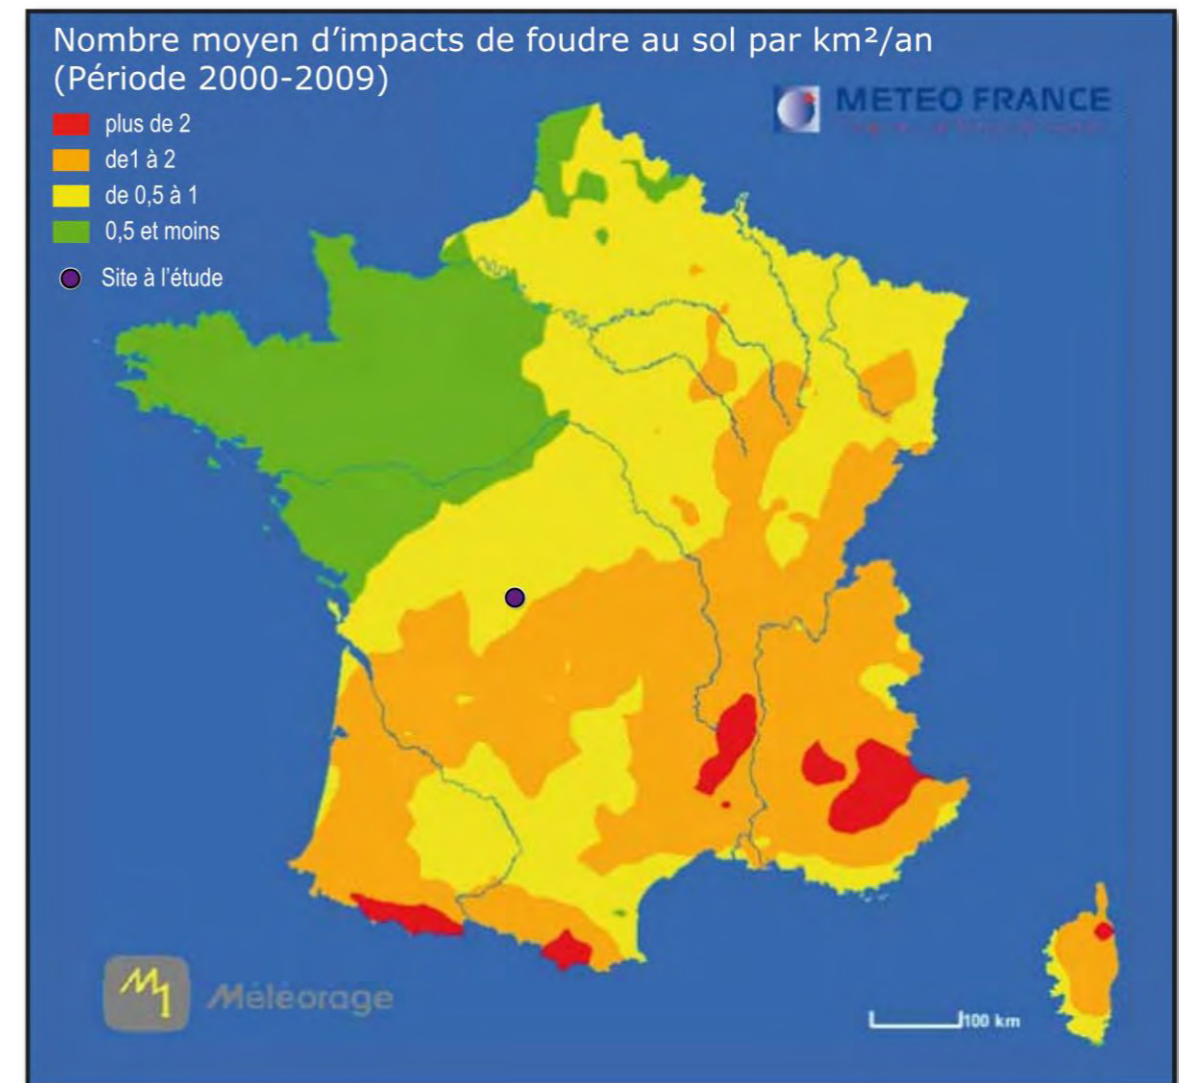 Nombre moyen d’impacts de foudre au sol par km²/an
(Période 2000-2009)
METEO FRANCE
plus de 2
de1 à 2
de 0,5 à 1
0,5 et moins
Site à l’étude
Météorage
100 km